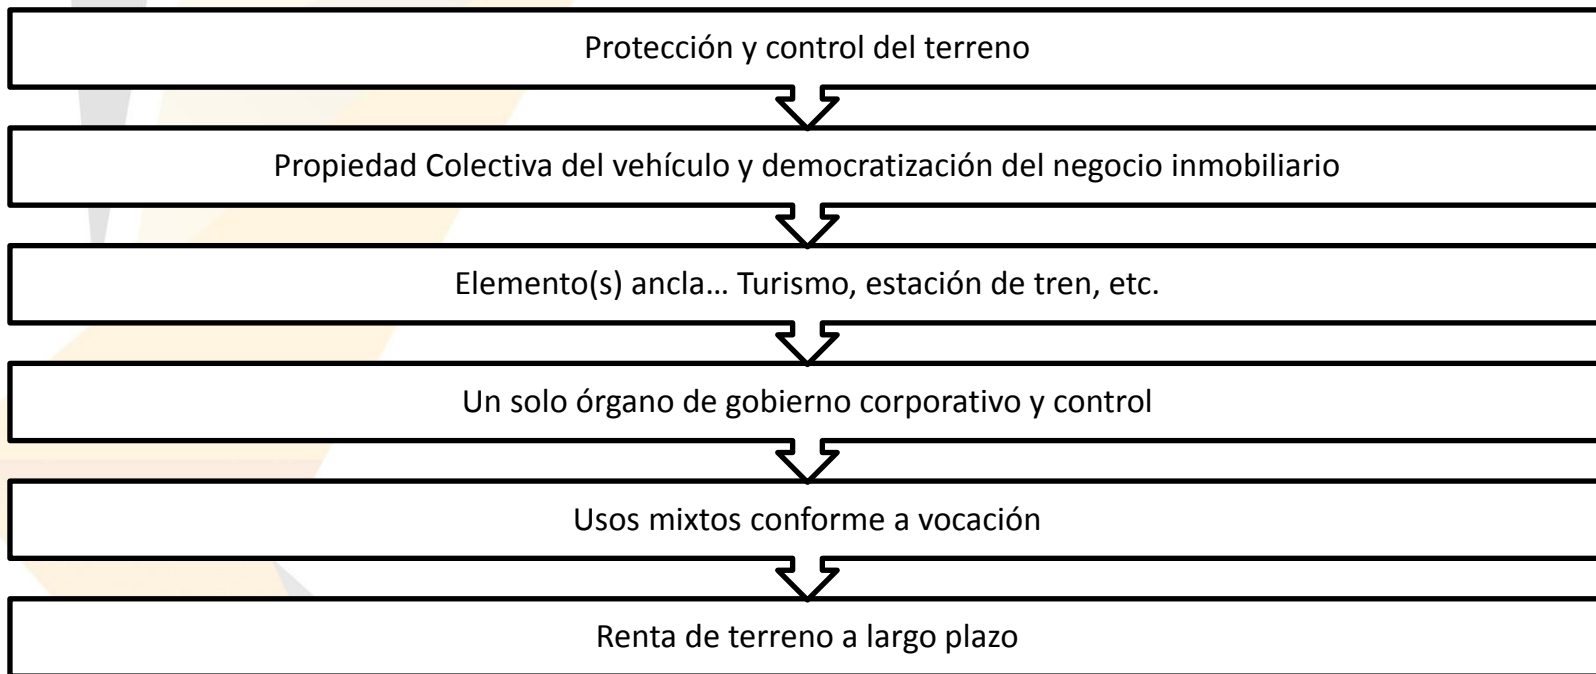 Protección y control del terreno
Propiedad Colectiva del vehículo y democratización del negocio inmobiliario
Elemento(s) ancla... Turismo, estación de tren, etc.
Un solo órgano de gobierno corporativo y control
Usos mixtos conforme a vocación
Renta de terreno a largo plazo